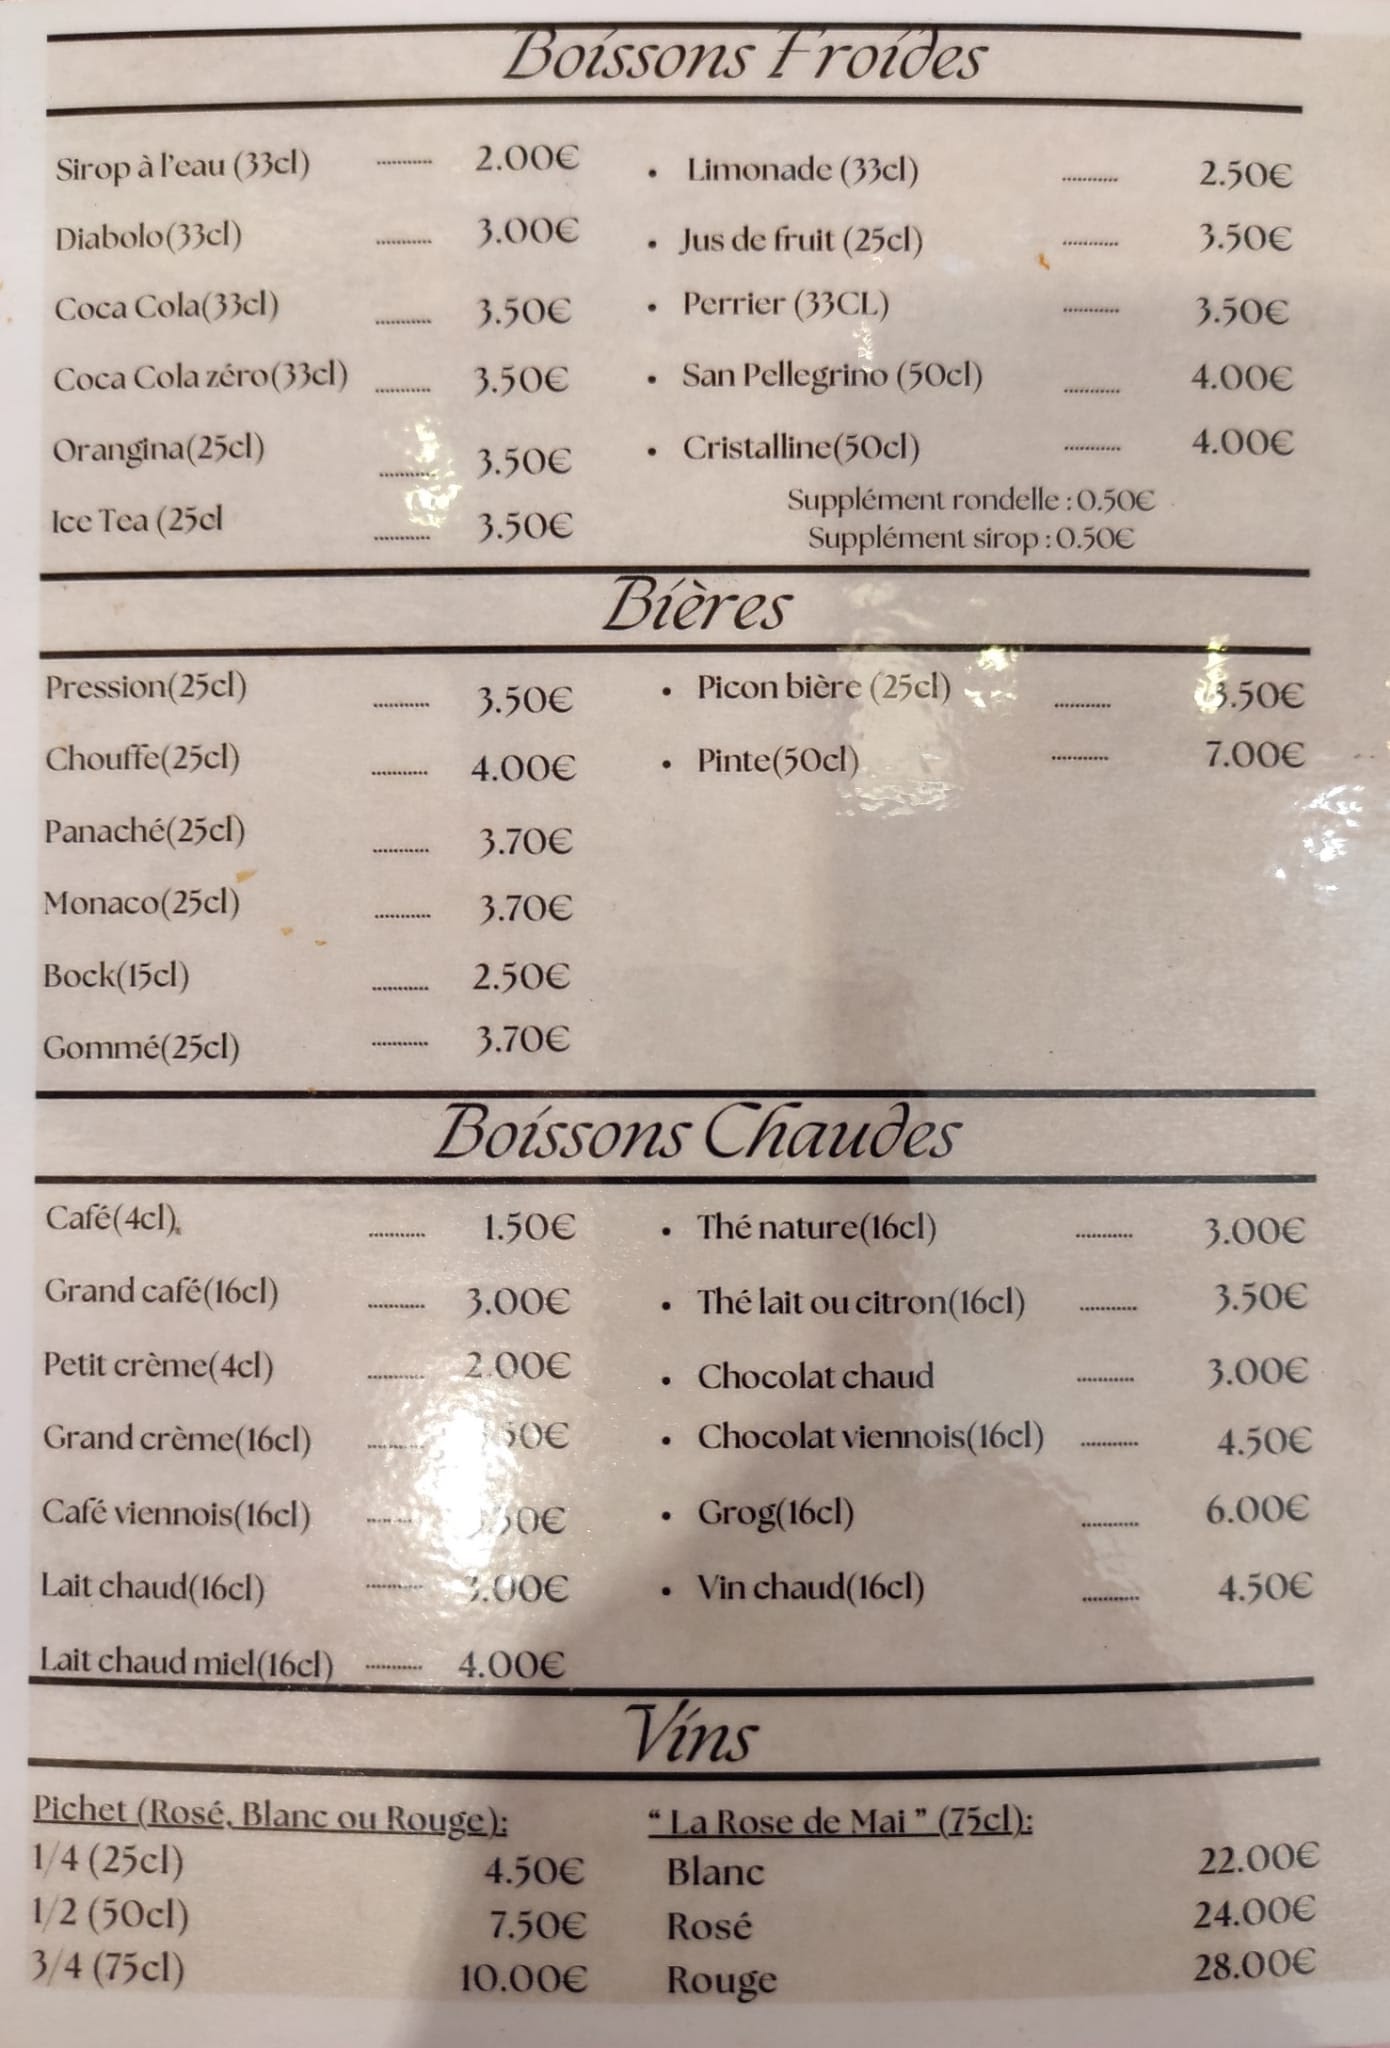 Boissons Froides
Sirop à l'eau (33cl) .......... 2.00€
Diabolo(33cl) .......... 3.00€
Coca Cola(33cl) .......... 3.50€
Coca Cola zéro(33cl) .......... 3.50€
Orangina(25cl) .......... 3.50€
Ice Tea (25cl .......... 3.50€
• Limonade (33cl) .......... 2.50€
• Jus de fruit (25cl) .......... 3.50€
• Perrier (33CL) .......... 3.50€
• San Pellegrino (50cl) .......... 4.00€
• Cristalline(50cl) .......... 4.00€
Supplément rondelle : 0.50€
Supplément sirop : 0.50€
Bières
Pression(25cl) .......... 3.50€
Chouffe(25cl) .......... 4.00€
Panaché(25cl) .......... 3.70€
Monaco(25cl) .......... 3.70€
Bock(15cl) .......... 2.50€
Gommé(25cl) .......... 3.70€
• Picon bière (25cl) .......... 3.50€
• Pinte(50cl) .......... 7.00€
Boissons Chaudes
Café(4cl). .......... 1.50€
Grand café(16cl) .......... 3.00€
Petit crème(4cl) .......... 2.00€
Grand crème(16cl) ..........
Café viennois(16cl) ..........
Lait chaud(16cl) .......... 3.00€
Lait chaud miel(16cl) .......... 4.00€
• Thé nature(16cl) .......... 3.00€
• Thé lait ou citron(16cl) .......... 3.50€
• Chocolat chaud .......... 3.00€
• Chocolat viennois(16cl) .......... 4.50€
• Grog(16cl) .......... 6.00€
• Vin chaud(16cl) .......... 4.50€
Vins
Pichet (Rosé, Blanc ou Rouge):
1/4 (25cl) 4.50€
1/2 (50cl) 7.50€
3/4 (75cl) 10.00€
" La Rose de Mai " (75cl):
Blanc 22.00€
Rosé 24.00€
Rouge 28.00€